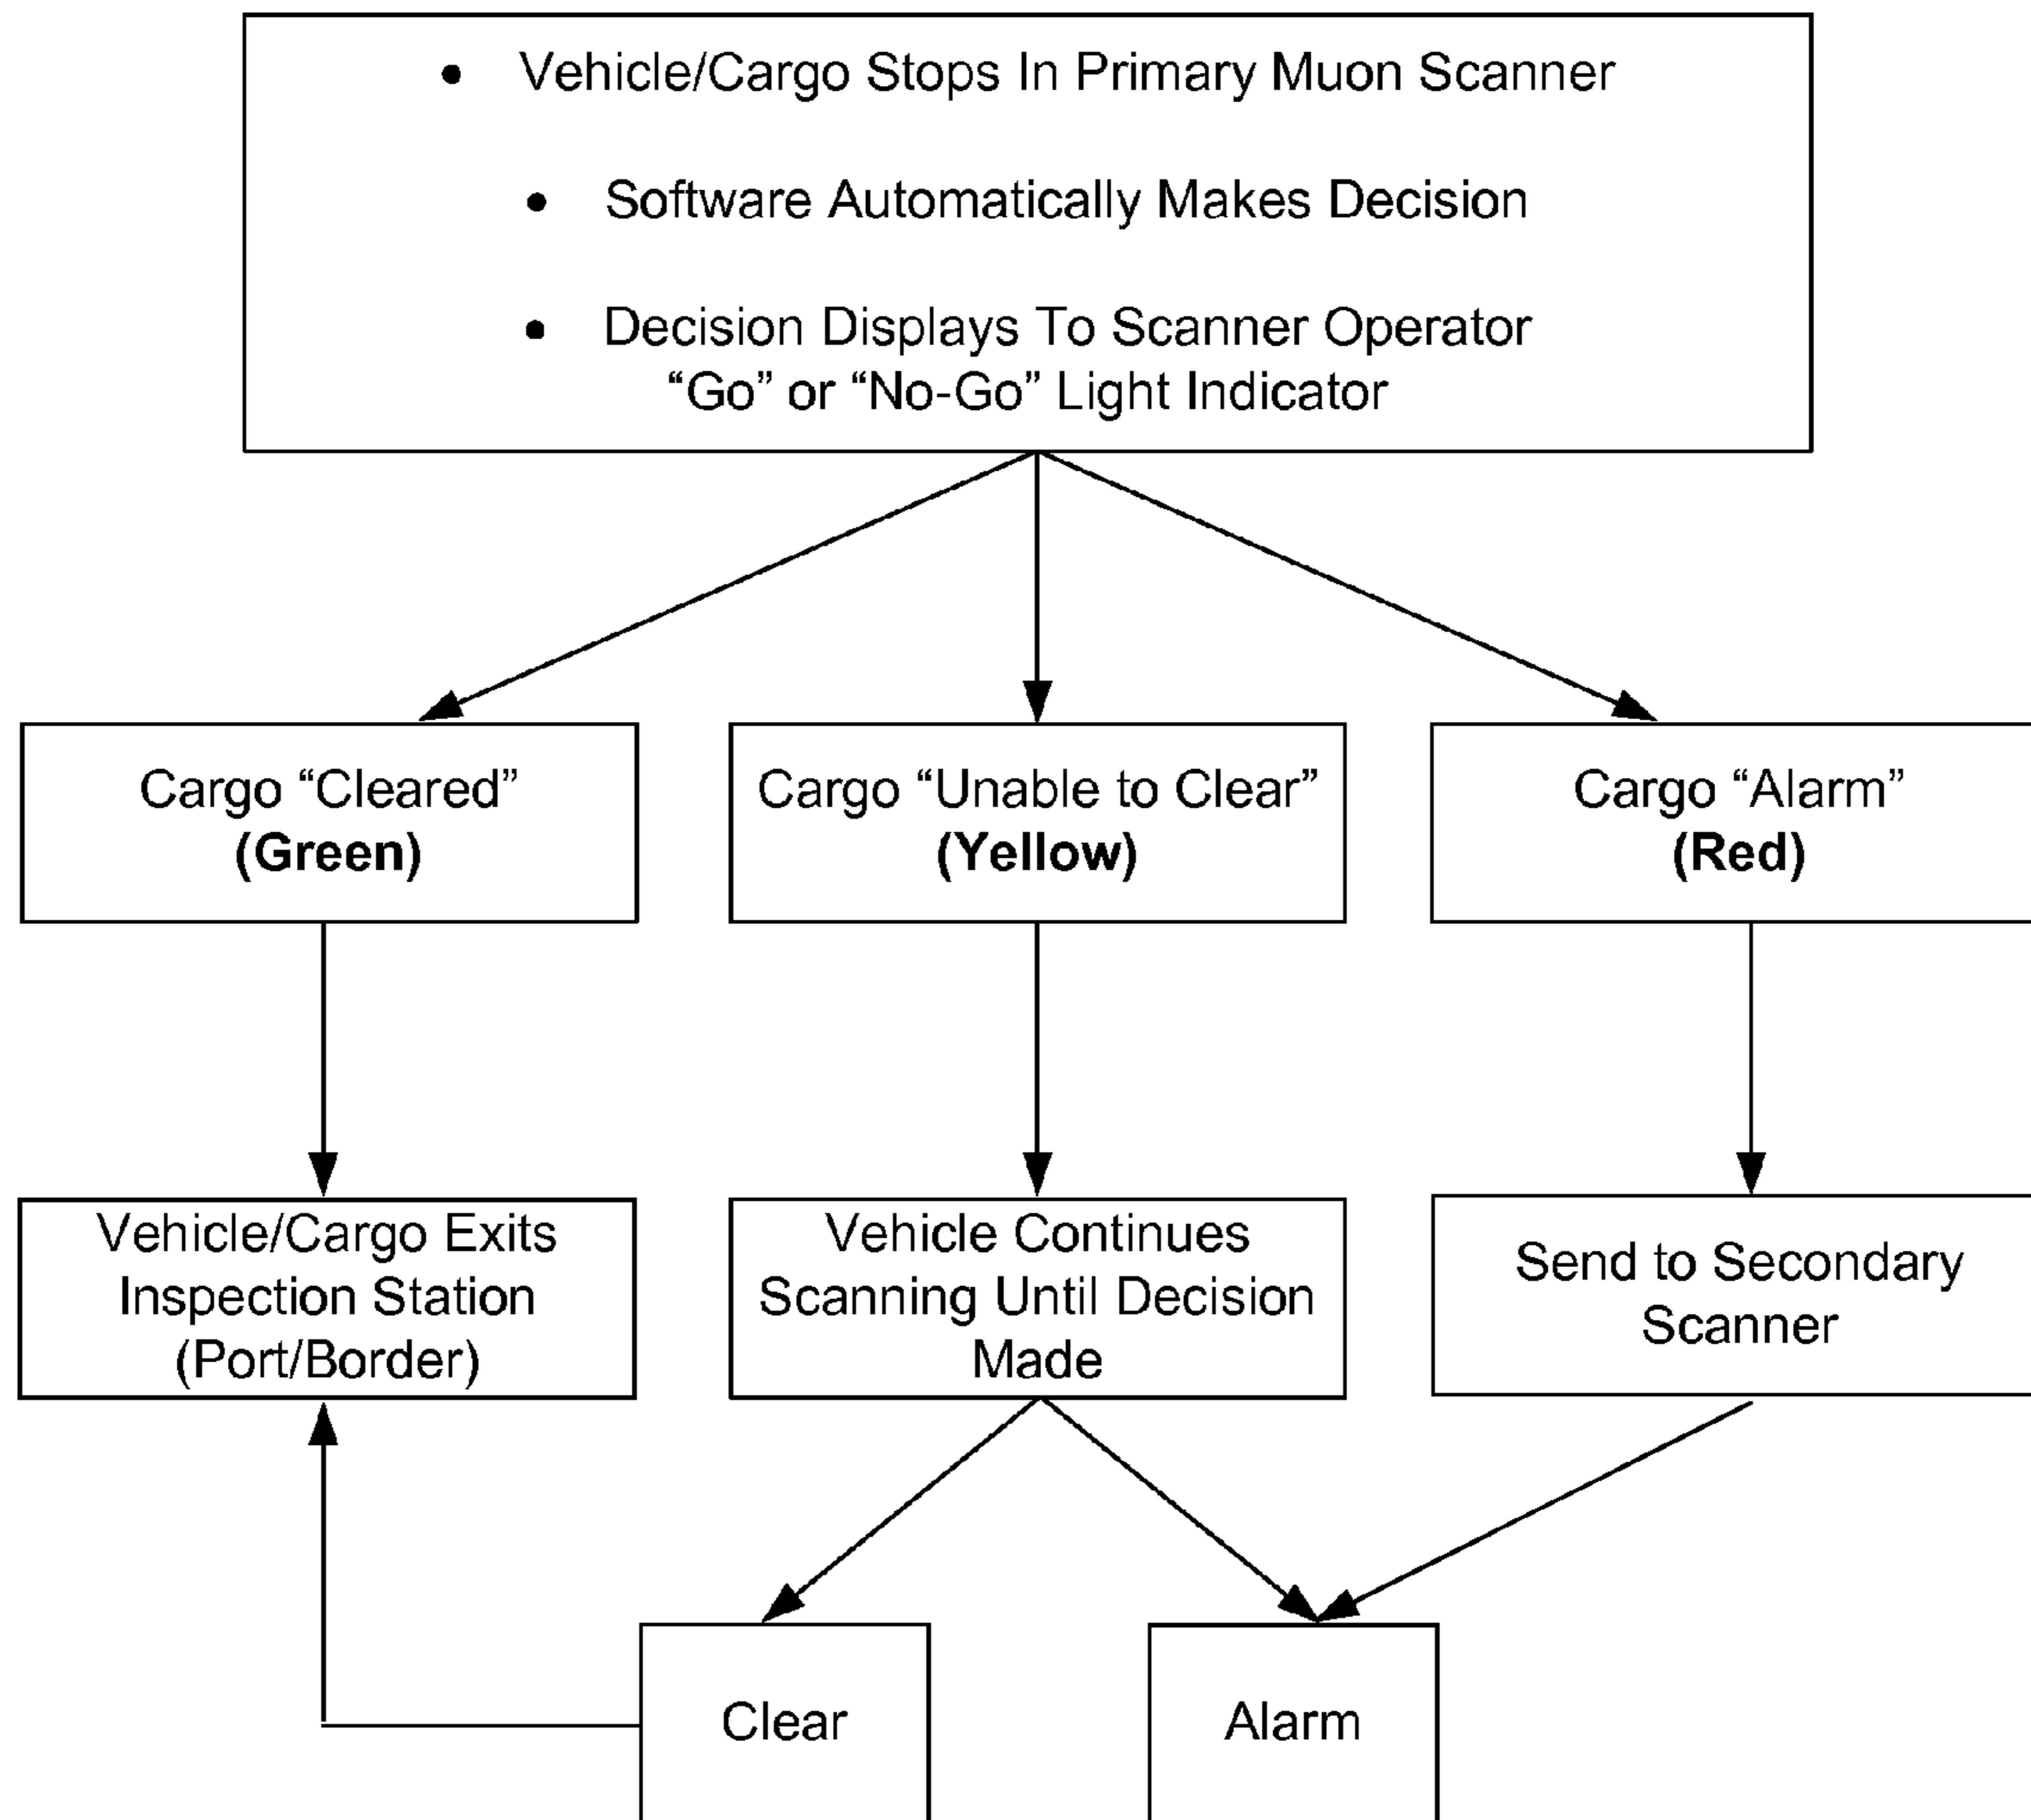 • Vehicle/Cargo Stops In Primary Muon Scanner
• Software Automatically Makes Decision
• Decision Displays To Scanner Operator
“Go” or “No-Go” Light Indicator
Cargo “Cleared”
(Green)
Cargo “Unable to Clear”
(Yellow)
Cargo “Alarm”
(Red)
Vehicle/Cargo Exits
Inspection Station
(Port/Border)
Vehicle Continues
Scanning Until Decision
Made
Send to Secondary
Scanner
Clear
Alarm